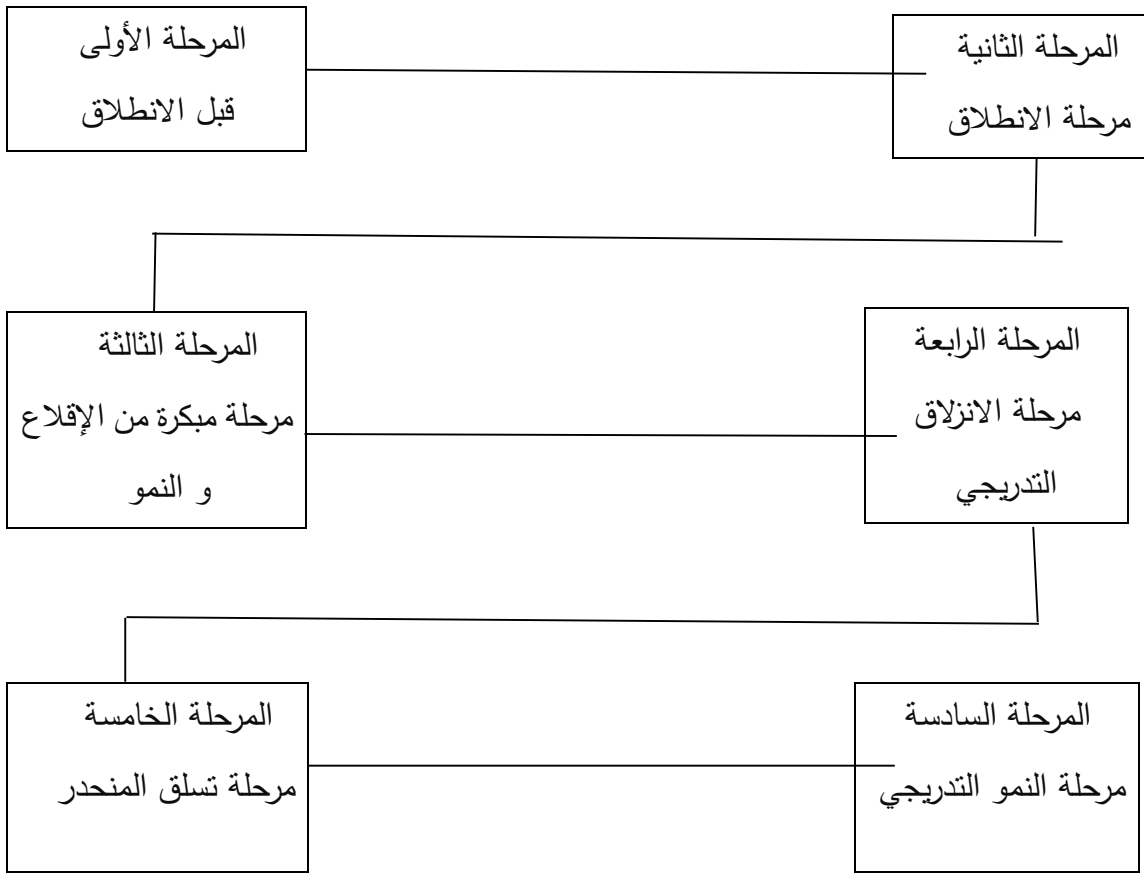 المرحلة الأولى
قبل الانطلاق
المرحلة الثانية
مرحلة الانطلاق
المرحلة الثالثة
مرحلة مبكرة من الإقلاع
و النمو
المرحلة الرابعة
مرحلة الانزلاق
التدريجي
المرحلة الخامسة
مرحلة تسلق المنحدر
المرحلة السادسة
مرحلة النمو التدريجي